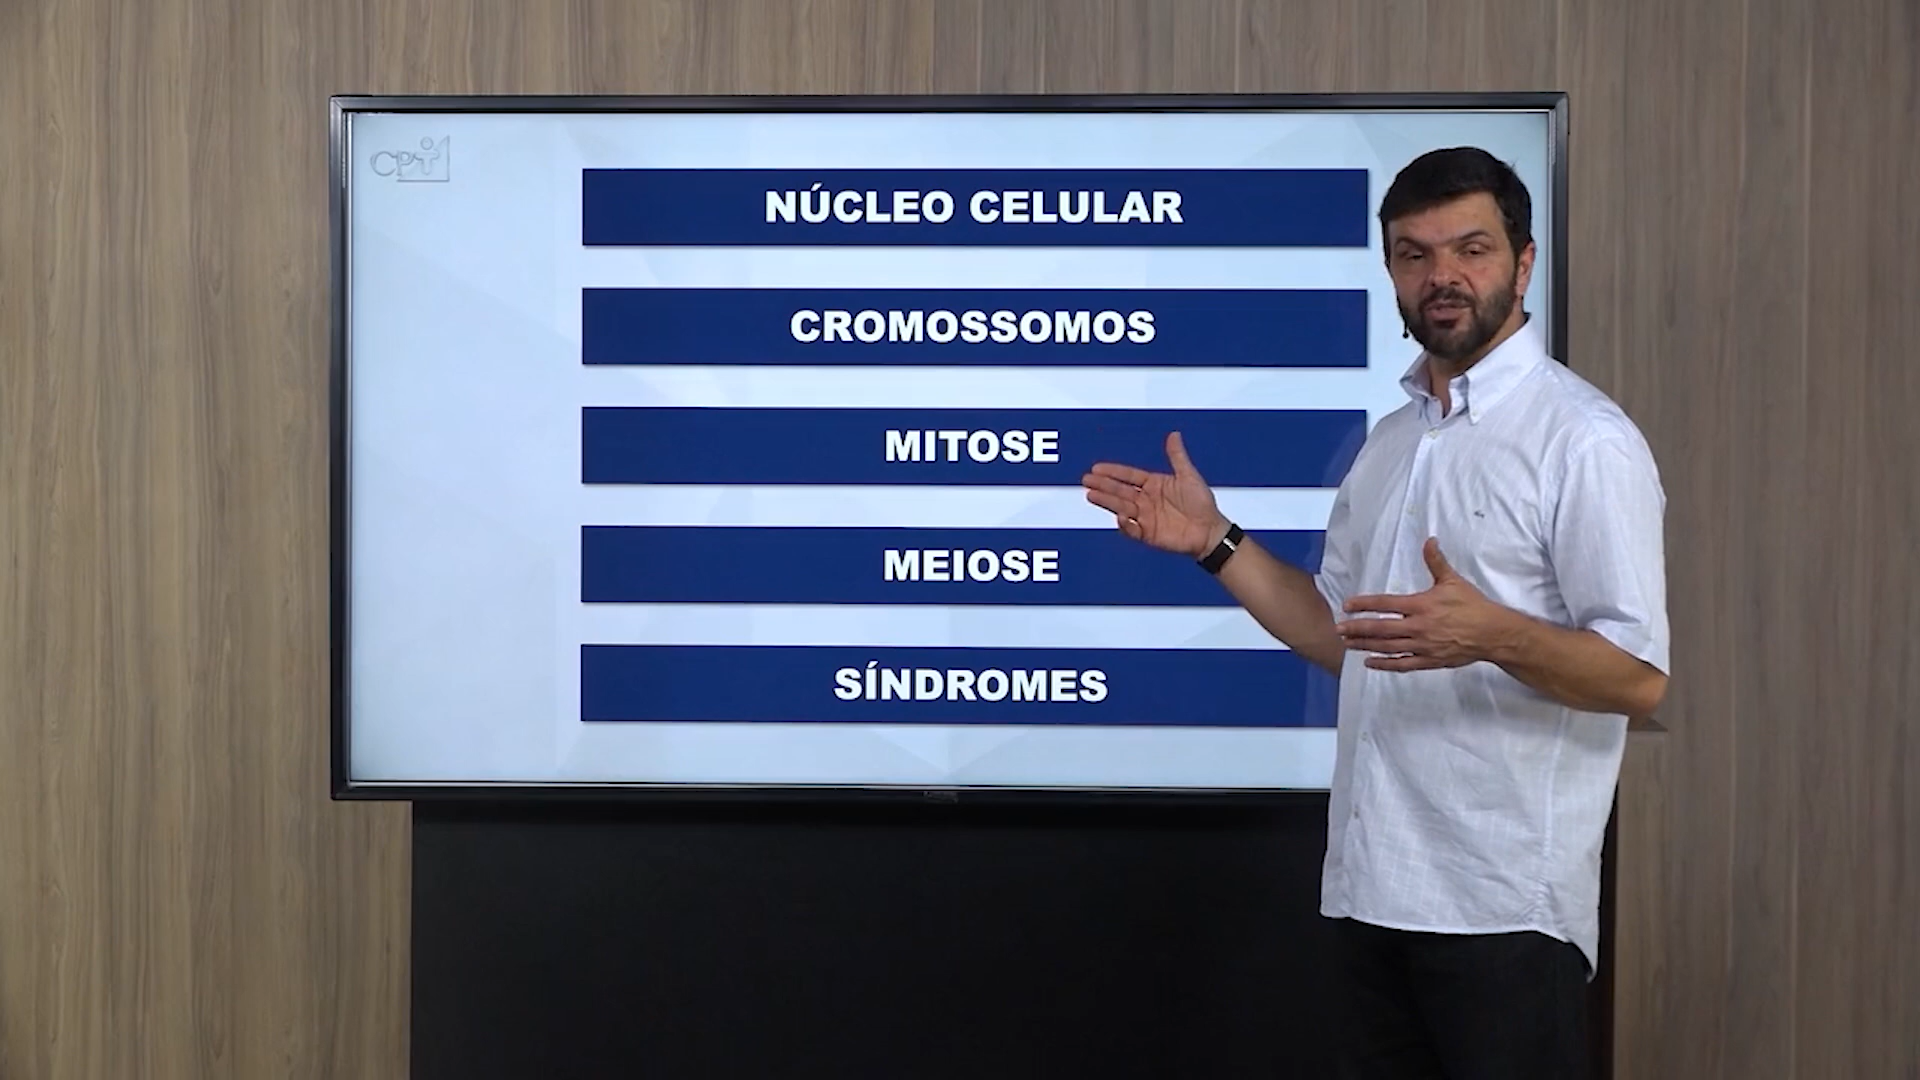 CPT
NÚCLEO CELULAR
CROMOSSOMOS
MITOSE
MEIOSE
SÍNDROMES